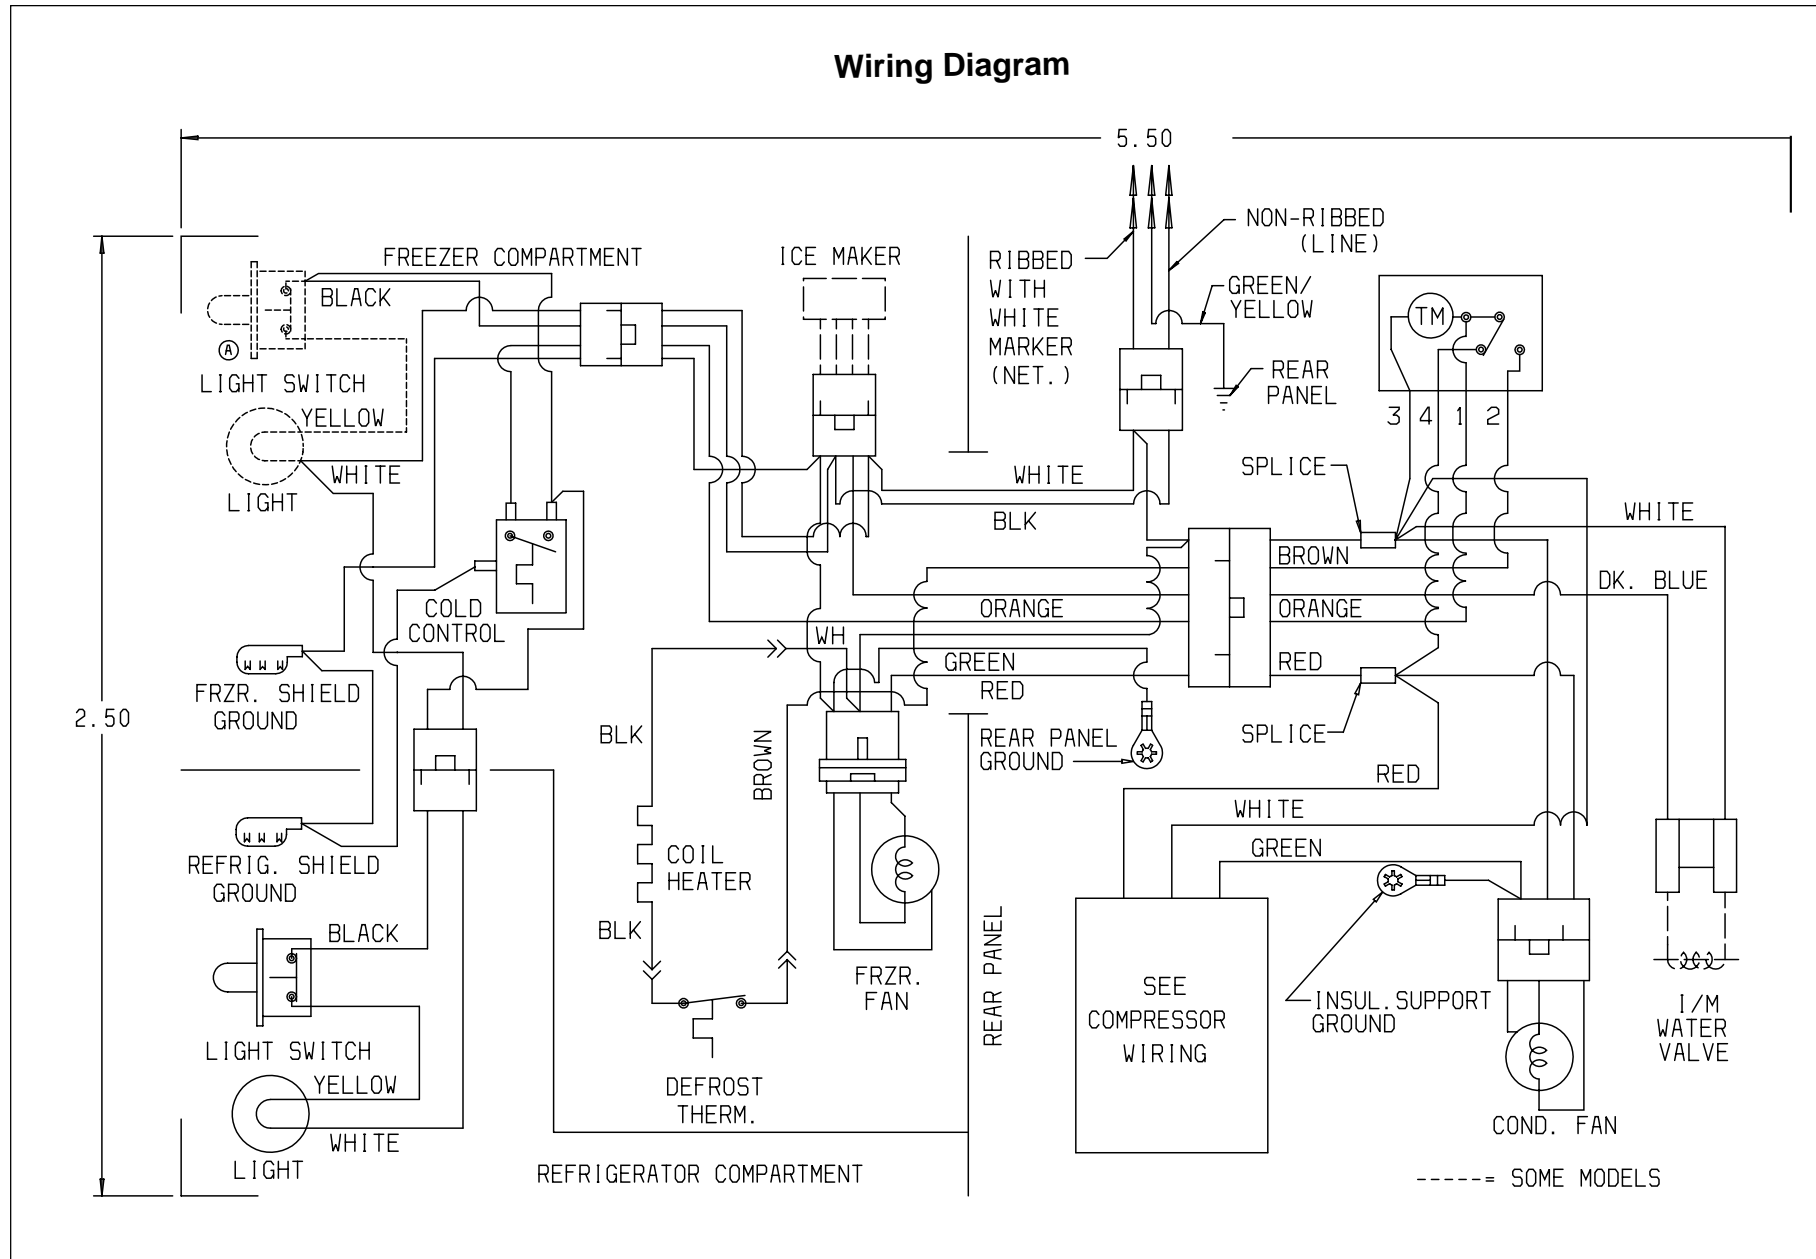 Wiring Diagram
5.50
2.50
FREEZER COMPARTMENT
ICE MAKER
RIBBED
WITH
WHITE
MARKER
(NET.)
NON-RIBBED
(LINE)
GREEN/
YELLOW
REAR
PANEL
TM
3 4 1 2
BLACK
A
LIGHT SWITCH
YELLOW
WHITE
LIGHT
WHITE
BLK
SPLICE
WHITE
BROWN
DK. BLUE
ORANGE
ORANGE
COLD
CONTROL
WH
GREEN
RED
RED
FRZR. SHIELD
GROUND
BLK
BROWN
REAR PANEL
GROUND
SPLICE
RED
WHITE
GREEN
REFRIG. SHIELD
GROUND
COIL
HEATER
BLK
BLACK
FRZR.
FAN
REAR PANEL
SEE
COMPRESSOR
WIRING
INSUL.SUPPORT
GROUND
I/M
WATER
VALVE
LIGHT SWITCH
YELLOW
WHITE
LIGHT
DEFROST
THERM.
COND. FAN
REFRIGERATOR COMPARTMENT
-----= SOME MODELS